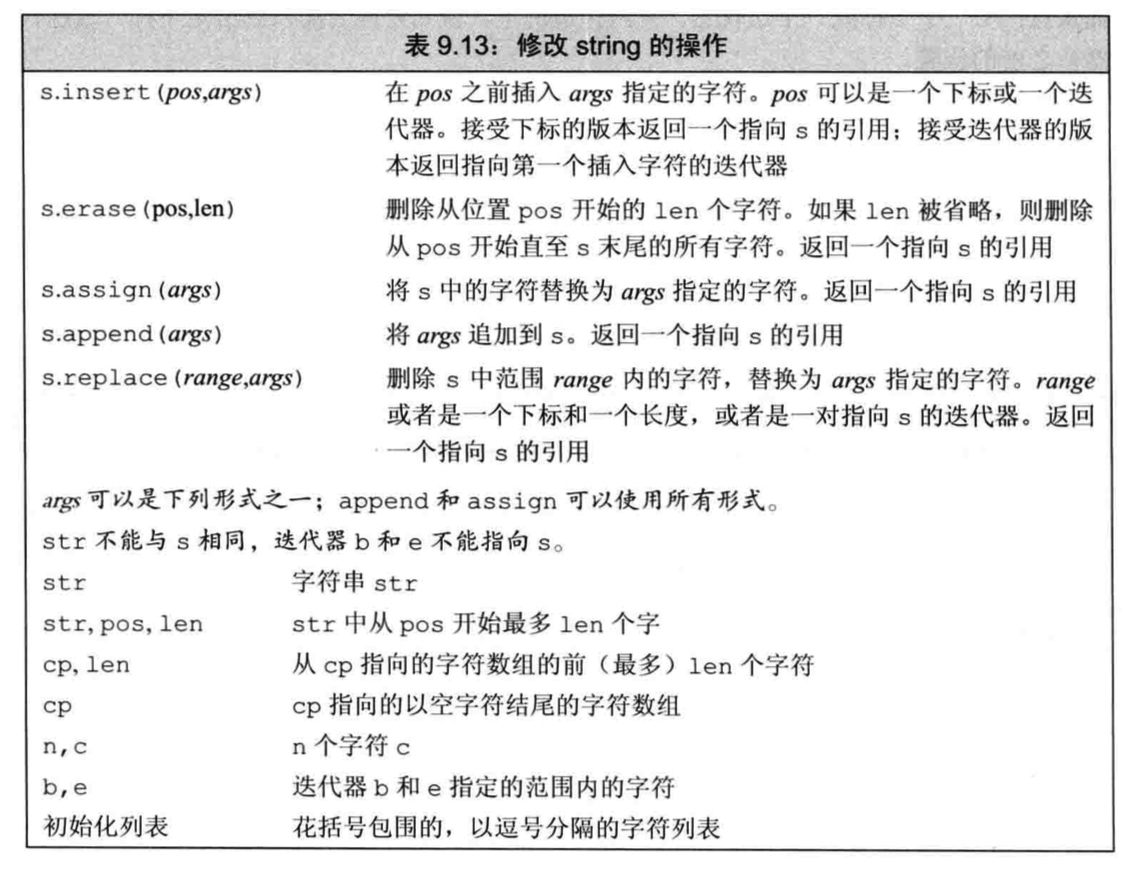 表 9.13：修改 string 的操作
s.insert(pos,args) 在 pos 之前插入 args 指定的字符。pos 可以是一个下标或一个迭
代器。接受下标的版本返回一个指向 s 的引用；接受迭代器的版
本返回指向第一个插入字符的迭代器
s.erase(pos,len) 删除从位置 pos 开始的 len 个字符。如果 len 被省略，则删除
从 pos 开始直至 s 末尾的所有字符。返回一个指向 s 的引用
s.assign(args) 将 s 中的字符替换为 args 指定的字符。返回一个指向 s 的引用
s.append(args) 将 args 追加到 s。返回一个指向 s 的引用
s.replace(range,args) 删除 s 中范围 range 内的字符，替换为 args 指定的字符。range
或者是一个下标和一个长度，或者是一对指向 s 的迭代器。返回
一个指向 s 的引用
args 可以是下列形式之一；append 和 assign 可以使用所有形式。
str 不能与 s 相同，迭代器 b 和 e 不能指向 s。
str 字符串 str
str,pos,len str 中从 pos 开始最多 len 个字
cp,len 从 cp 指向的字符数组的前（最多）len 个字符
cp cp 指向的以空字符结尾的字符数组
n,c n 个字符 c
b,e 迭代器 b 和 e 指定的范围内的字符
初始化列表 花括号包围的，以逗号分隔的字符列表